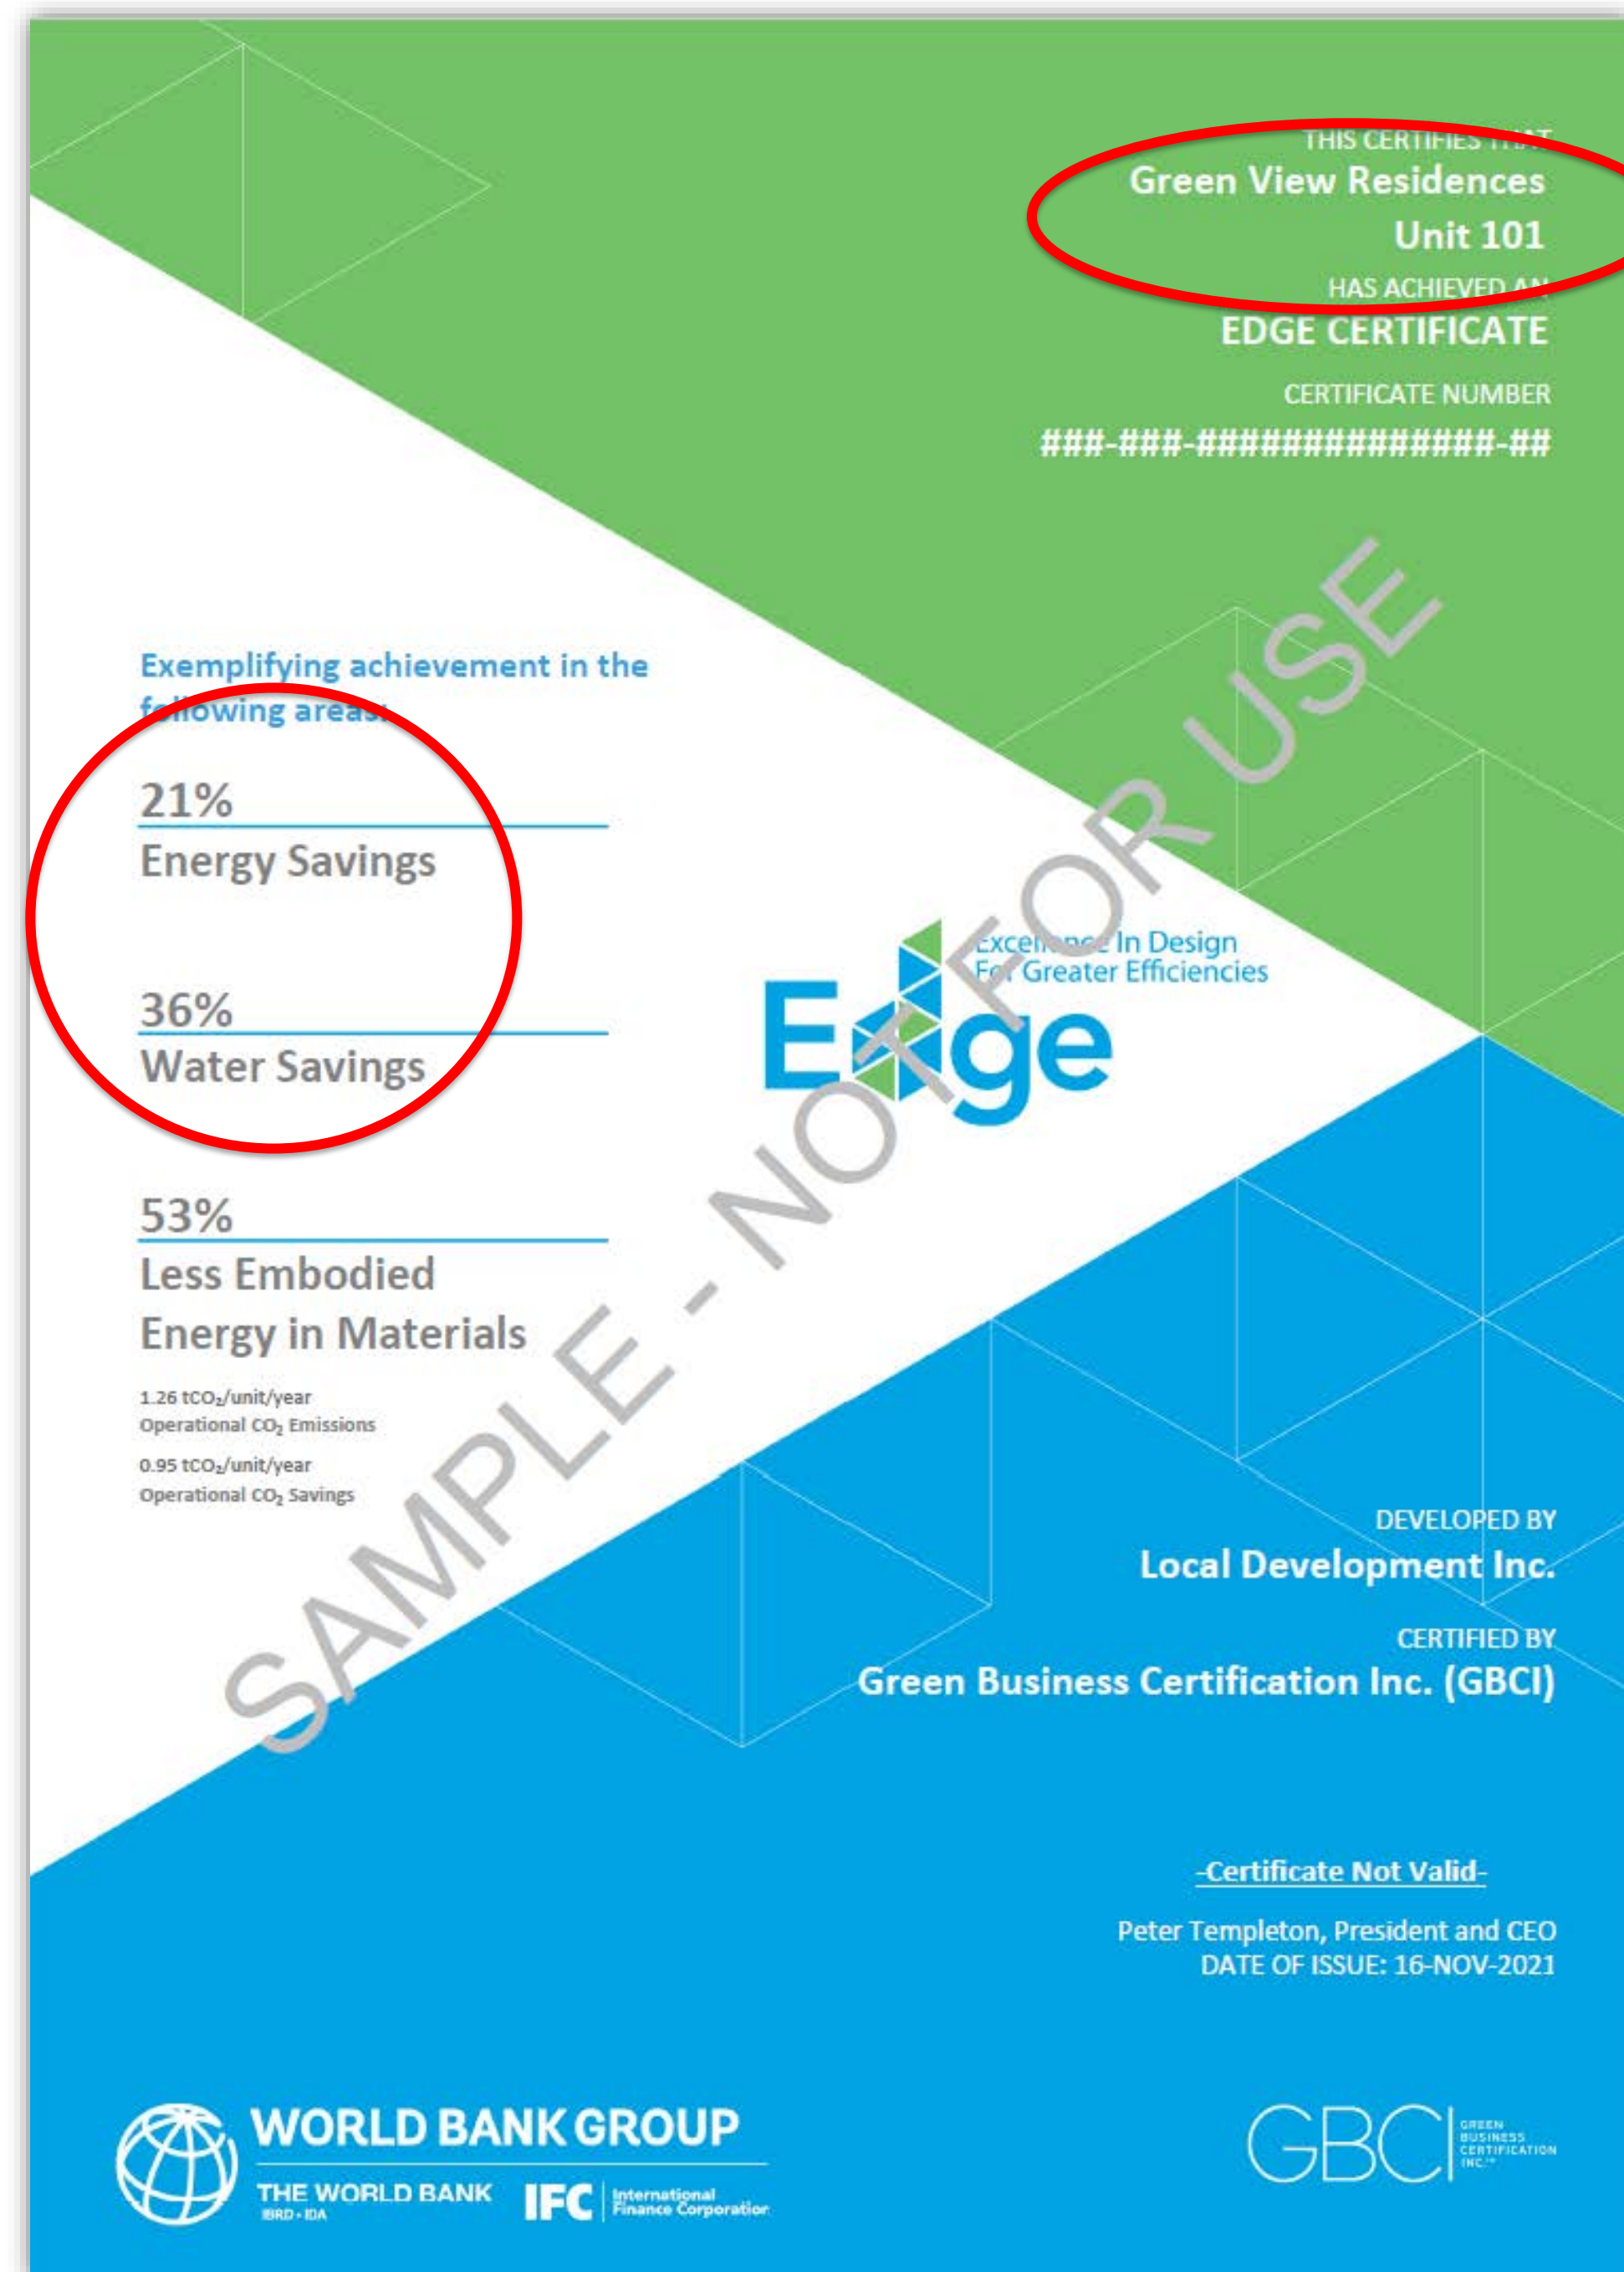 THIS CERTIFIES THAT
Green View Residences
Unit 101
HAS ACHIEVED AN
EDGE CERTIFICATE
CERTIFICATE NUMBER
###-###-##############-##
Exemplifying achievement in the
following areas:
21%
Energy Savings
36%
Water Savings
53%
Less Embodied
Energy in Materials
1.26 tCO₂/unit/year
Operational CO₂ Emissions
0.95 tCO₂/unit/year
Operational CO₂ Savings
Excellence In Design
For Greater Efficiencies
Edge
SAMPLE - NOT FOR USE
DEVELOPED BY
Local Development Inc.
CERTIFIED BY
Green Business Certification Inc. (GBCI)
-Certificate Not Valid-
Peter Templeton, President and CEO
DATE OF ISSUE: 16-NOV-2021
WORLD BANK GROUP
THE WORLD BANK
IBRD • IDA
IFC
International
Finance Corporation
GBCI
GREEN
BUSINESS
CERTIFICATION
INC.™